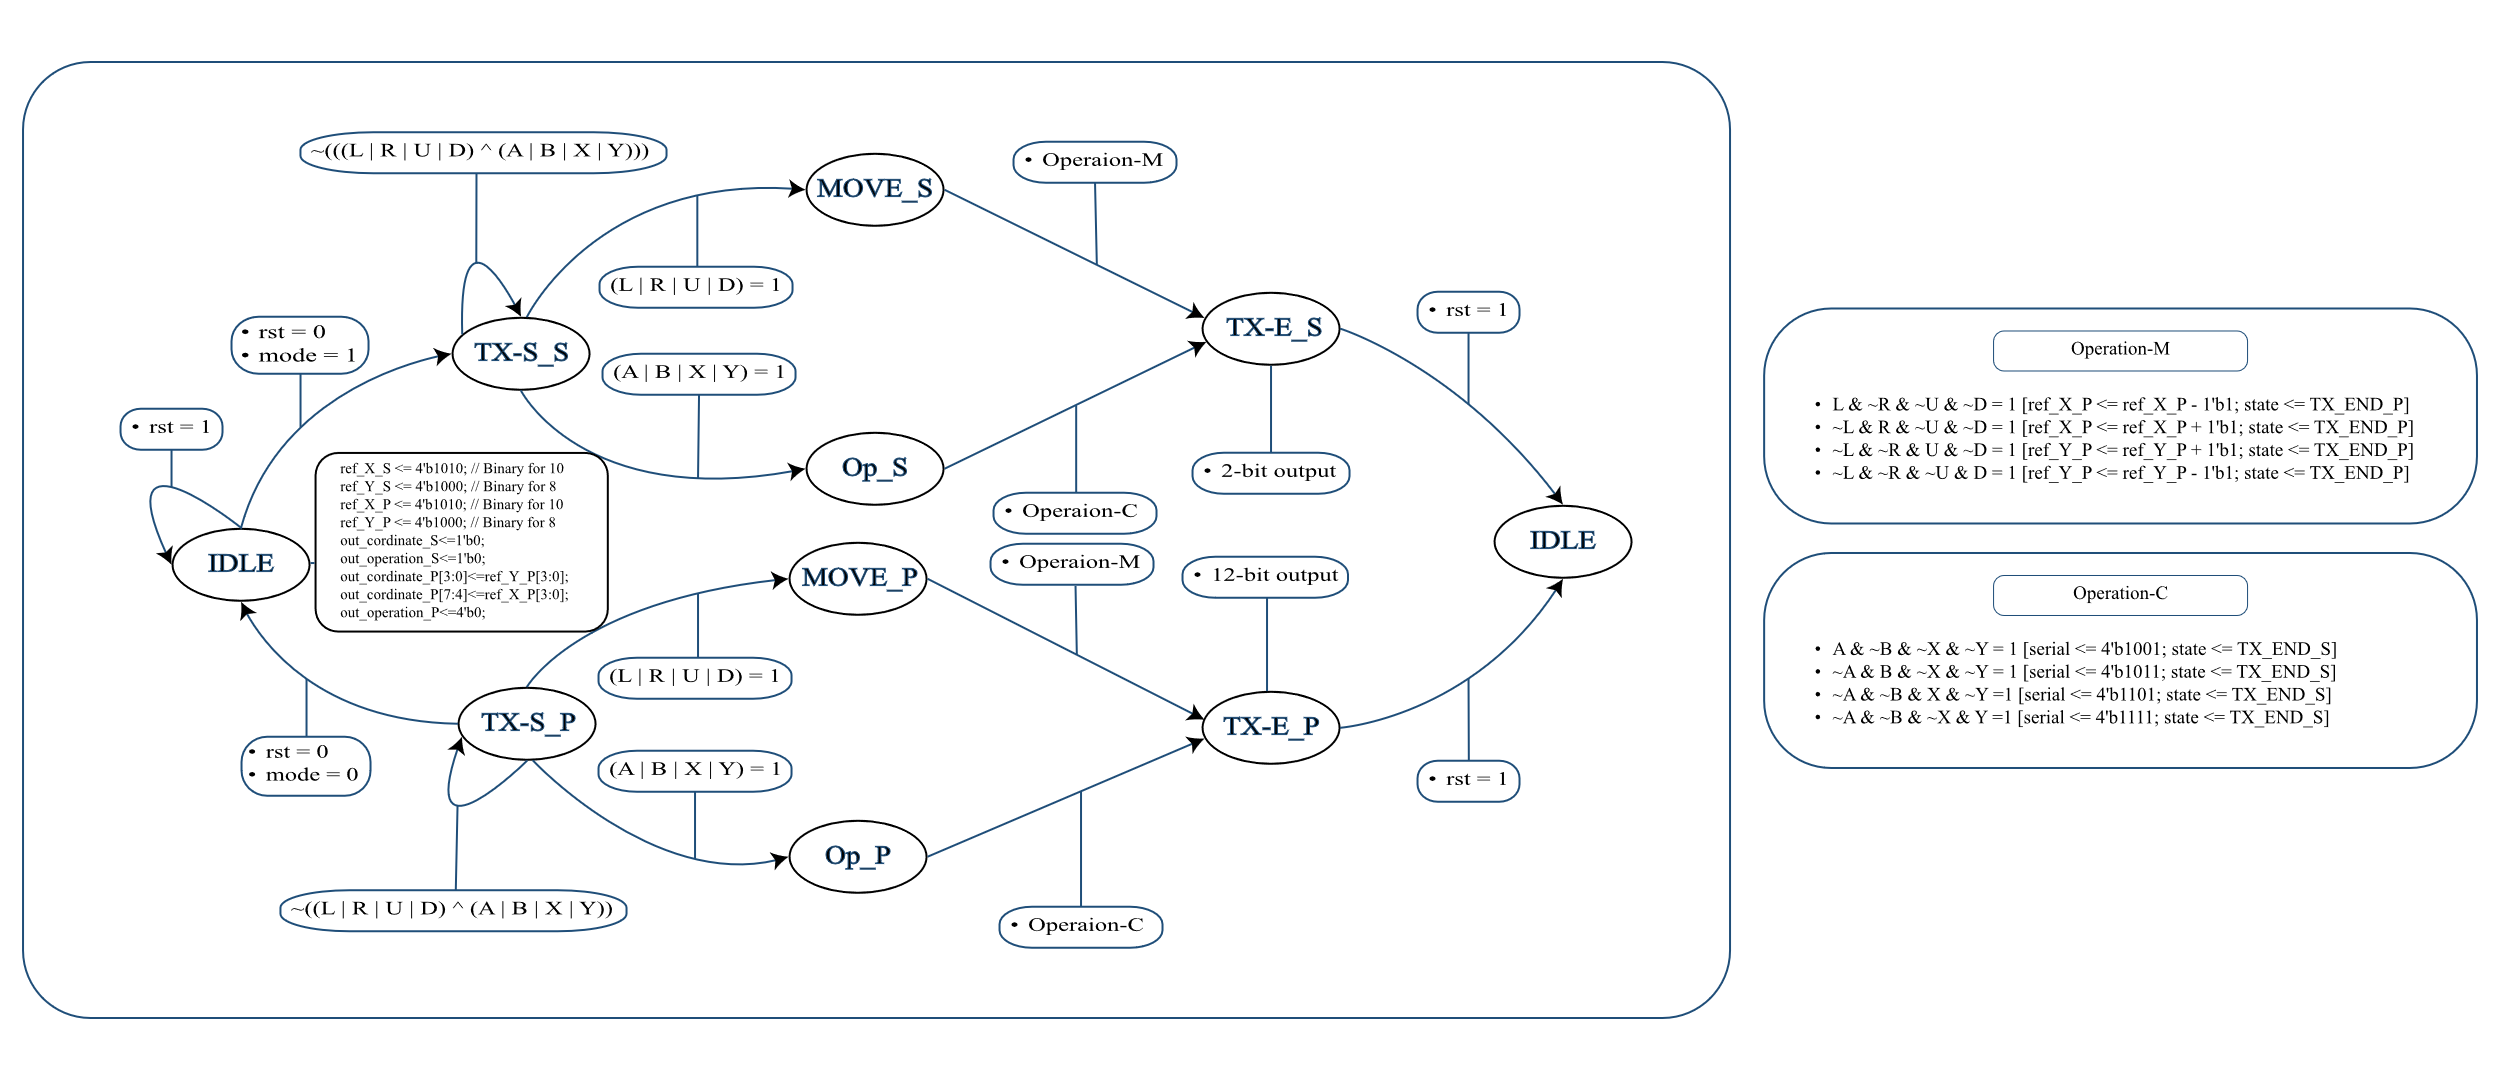 ~(((L | R | U | D) ^ (A | B | X | Y)))
MOVE_S
• Operaion-M
(L | R | U | D) = 1
• rst = 0
• mode = 1
TX-S_S
TX-E_S
• rst = 1
(A | B | X | Y) = 1
• rst = 1
Op_S
• 2-bit output
ref_X_S <= 4'b1010; // Binary for 10
ref_Y_S <= 4'b1000; // Binary for 8
ref_X_P <= 4'b1010; // Binary for 10
ref_Y_P <= 4'b1000; // Binary for 8
out_cordinate_S<=1'b0;
out_operation_S<=1'b0;
out_cordinate_P[3:0]<=ref_Y_P[3:0];
out_cordinate_P[7:4]<=ref_X_P[3:0];
out_operation_P<=4'b0;
• Operaion-C
IDLE
IDLE
• Operaion-M
MOVE_P
• 12-bit output
(L | R | U | D) = 1
TX-S_P
TX-E_P
• rst = 0
• mode = 0
(A | B | X | Y) = 1
• rst = 1
Op_P
~((L | R | U | D) ^ (A | B | X | Y))
• Operaion-C
Operation-M
• L & ~R & ~U & ~D = 1 [ref_X_P <= ref_X_P - 1'b1; state <= TX_END_P]
• ~L & R & ~U & ~D = 1 [ref_X_P <= ref_X_P + 1'b1; state <= TX_END_P]
• ~L & ~R & U & ~D = 1 [ref_Y_P <= ref_Y_P + 1'b1; state <= TX_END_P]
• ~L & ~R & ~U & D = 1 [ref_Y_P <= ref_Y_P - 1'b1; state <= TX_END_P]
Operation-C
• A & ~B & ~X & ~Y = 1 [serial <= 4'b1001; state <= TX_END_S]
• ~A & B & ~X & ~Y = 1 [serial <= 4'b1011; state <= TX_END_S]
• ~A & ~B & X & ~Y =1 [serial <= 4'b1101; state <= TX_END_S]
• ~A & ~B & ~X & Y =1 [serial <= 4'b1111; state <= TX_END_S]